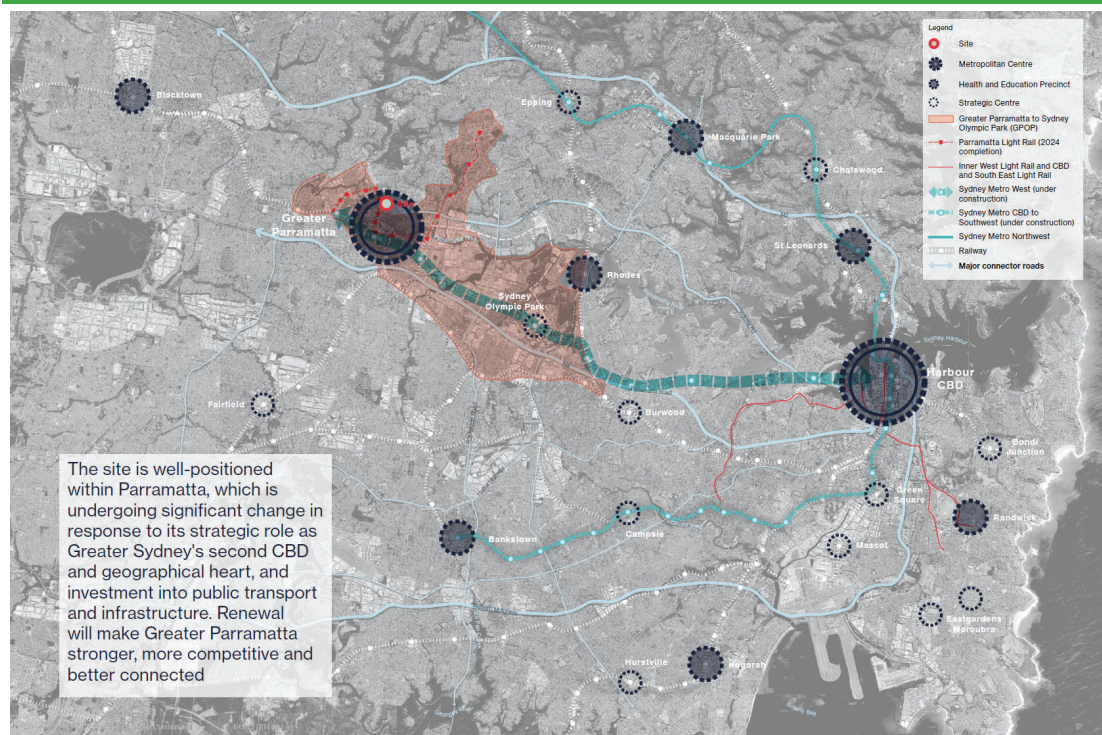 Legend
Site
Metropolitan Centre
Health and Education Precinct
Strategic Centre
Greater Parramatta to Sydney
Olympic Park (GPOP)
Parramatta Light Rail (2024
completion)
Inner West Light Rail and CBD
and South East Light Rail
Sydney Metro West (under
construction)
Sydney Metro CBD to
Southwest (under construction)
Sydney Metro Northwest
Railway
Major connector roads
Blacktown
Epping
Macquarie Park
Chatswood
Greater
Parramatta
St Leonards
Rhodes
Sydney
Olympic Park
Sydney Harbour
Harbour
CBD
Fairfield
Burwood
Bondi
Junction
Green
Square
Randwick
Campsie
Bankstown
Mascot
Eastgardens
Maroubra
Hurstville
Kogarah
Botany Bay
The site is well-positioned
within Parramatta, which is
undergoing significant change in
response to its strategic role as
Greater Sydney's second CBD
and geographical heart, and
investment into public transport
and infrastructure. Renewal
will make Greater Parramatta
stronger, more competitive and
better connected